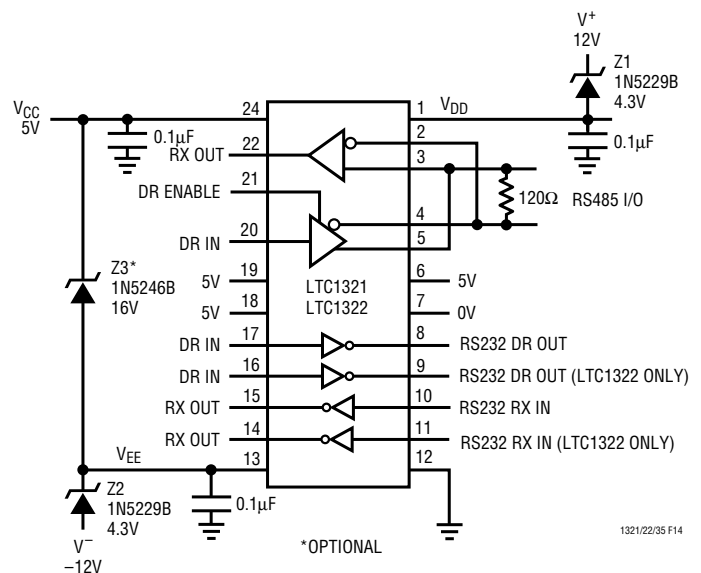 V+
12V
Z1
1N5229B
4.3V
VCC
5V
24
1
VDD
0.1µF
2
0.1µF
RX OUT
22
3
DR ENABLE
21
120Ω
RS485 I/O
4
DR IN
20
5
Z3*
1N5246B
16V
5V
19
LTC1321
LTC1322
6
5V
5V
18
7
0V
DR IN
17
8
RS232 DR OUT
DR IN
16
9
RS232 DR OUT (LTC1322 ONLY)
RX OUT
15
10
RS232 RX IN
RX OUT
14
11
RS232 RX IN (LTC1322 ONLY)
VEE
13
12
Z2
1N5229B
4.3V
0.1µF
V−
−12V
*OPTIONAL
1321/22/35 F14